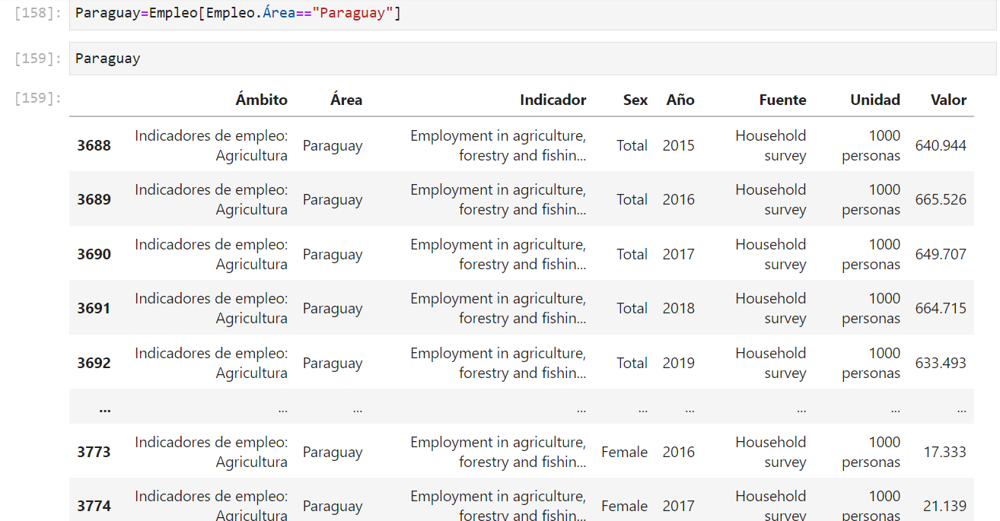 [158]: Paraguay=Empleo[Empleo.Área=="Paraguay"]
[159]: Paraguay
[159]:
Ámbito Área Indicador Sex Año Fuente Unidad Valor
3688 Indicadores de empleo: Agricultura Paraguay Employment in agriculture, forestry and fishin... Total 2015 Household survey 1000 personas 640.944
3689 Indicadores de empleo: Agricultura Paraguay Employment in agriculture, forestry and fishin... Total 2016 Household survey 1000 personas 665.526
3690 Indicadores de empleo: Agricultura Paraguay Employment in agriculture, forestry and fishin... Total 2017 Household survey 1000 personas 649.707
3691 Indicadores de empleo: Agricultura Paraguay Employment in agriculture, forestry and fishin... Total 2018 Household survey 1000 personas 664.715
3692 Indicadores de empleo: Agricultura Paraguay Employment in agriculture, forestry and fishin... Total 2019 Household survey 1000 personas 633.493
... ... ... ... ... ... ... ... ...
3773 Indicadores de empleo: Agricultura Paraguay Employment in agriculture, forestry and fishin... Female 2016 Household survey 1000 personas 17.333
3774 Indicadores de empleo: Agricultura Paraguay Employment in agriculture, forestry and fishin... Female 2017 Household survey 1000 personas 21.139